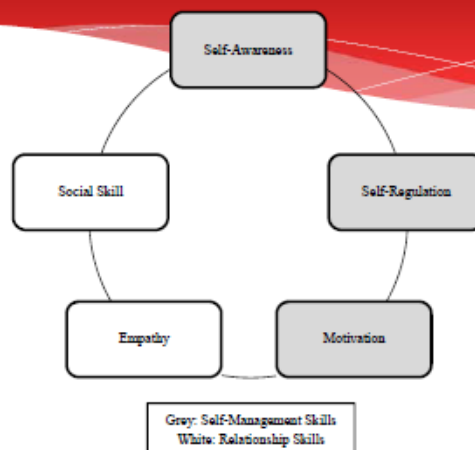 Self-Awareness
Social Skill
Self-Regulation
Empathy
Motivation
Grey: Self-Management Skills
White: Relationship Skills